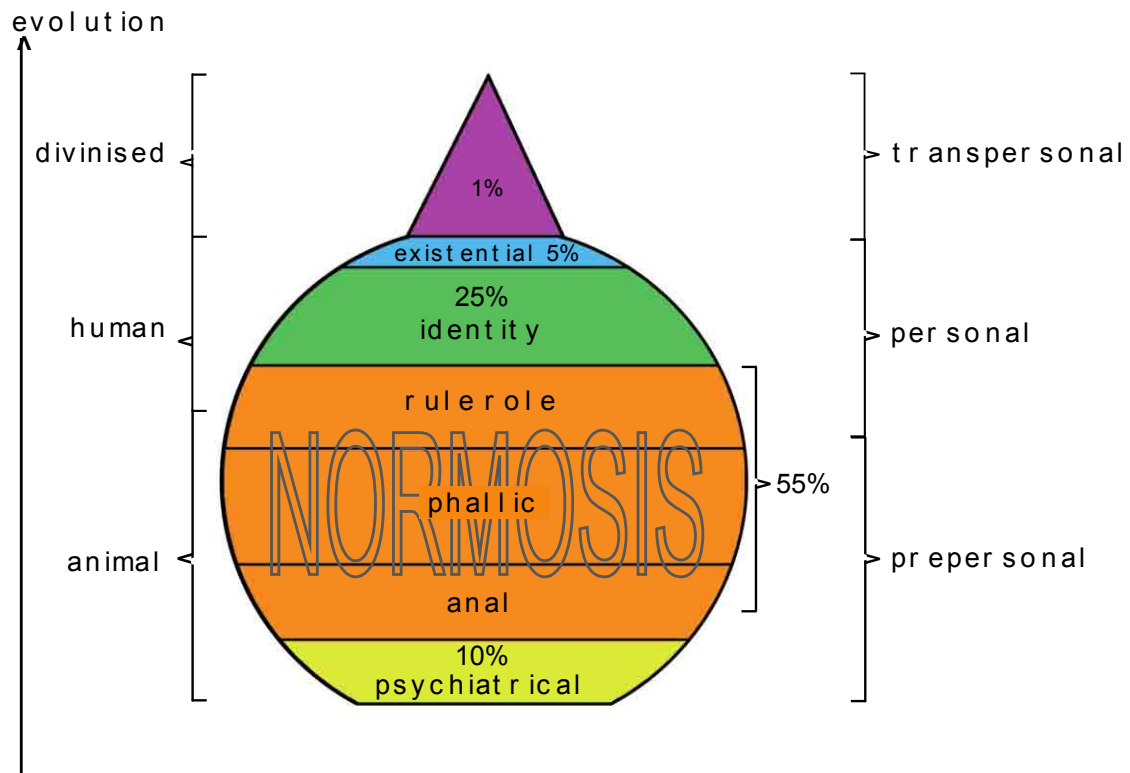 evolution
divinised
transpersonal
1%
existential 5%
25%
identity
human
personal
rulerole
NORMOSIS
phallic
55%
animal
prepersonal
anal
10%
psychiatrical